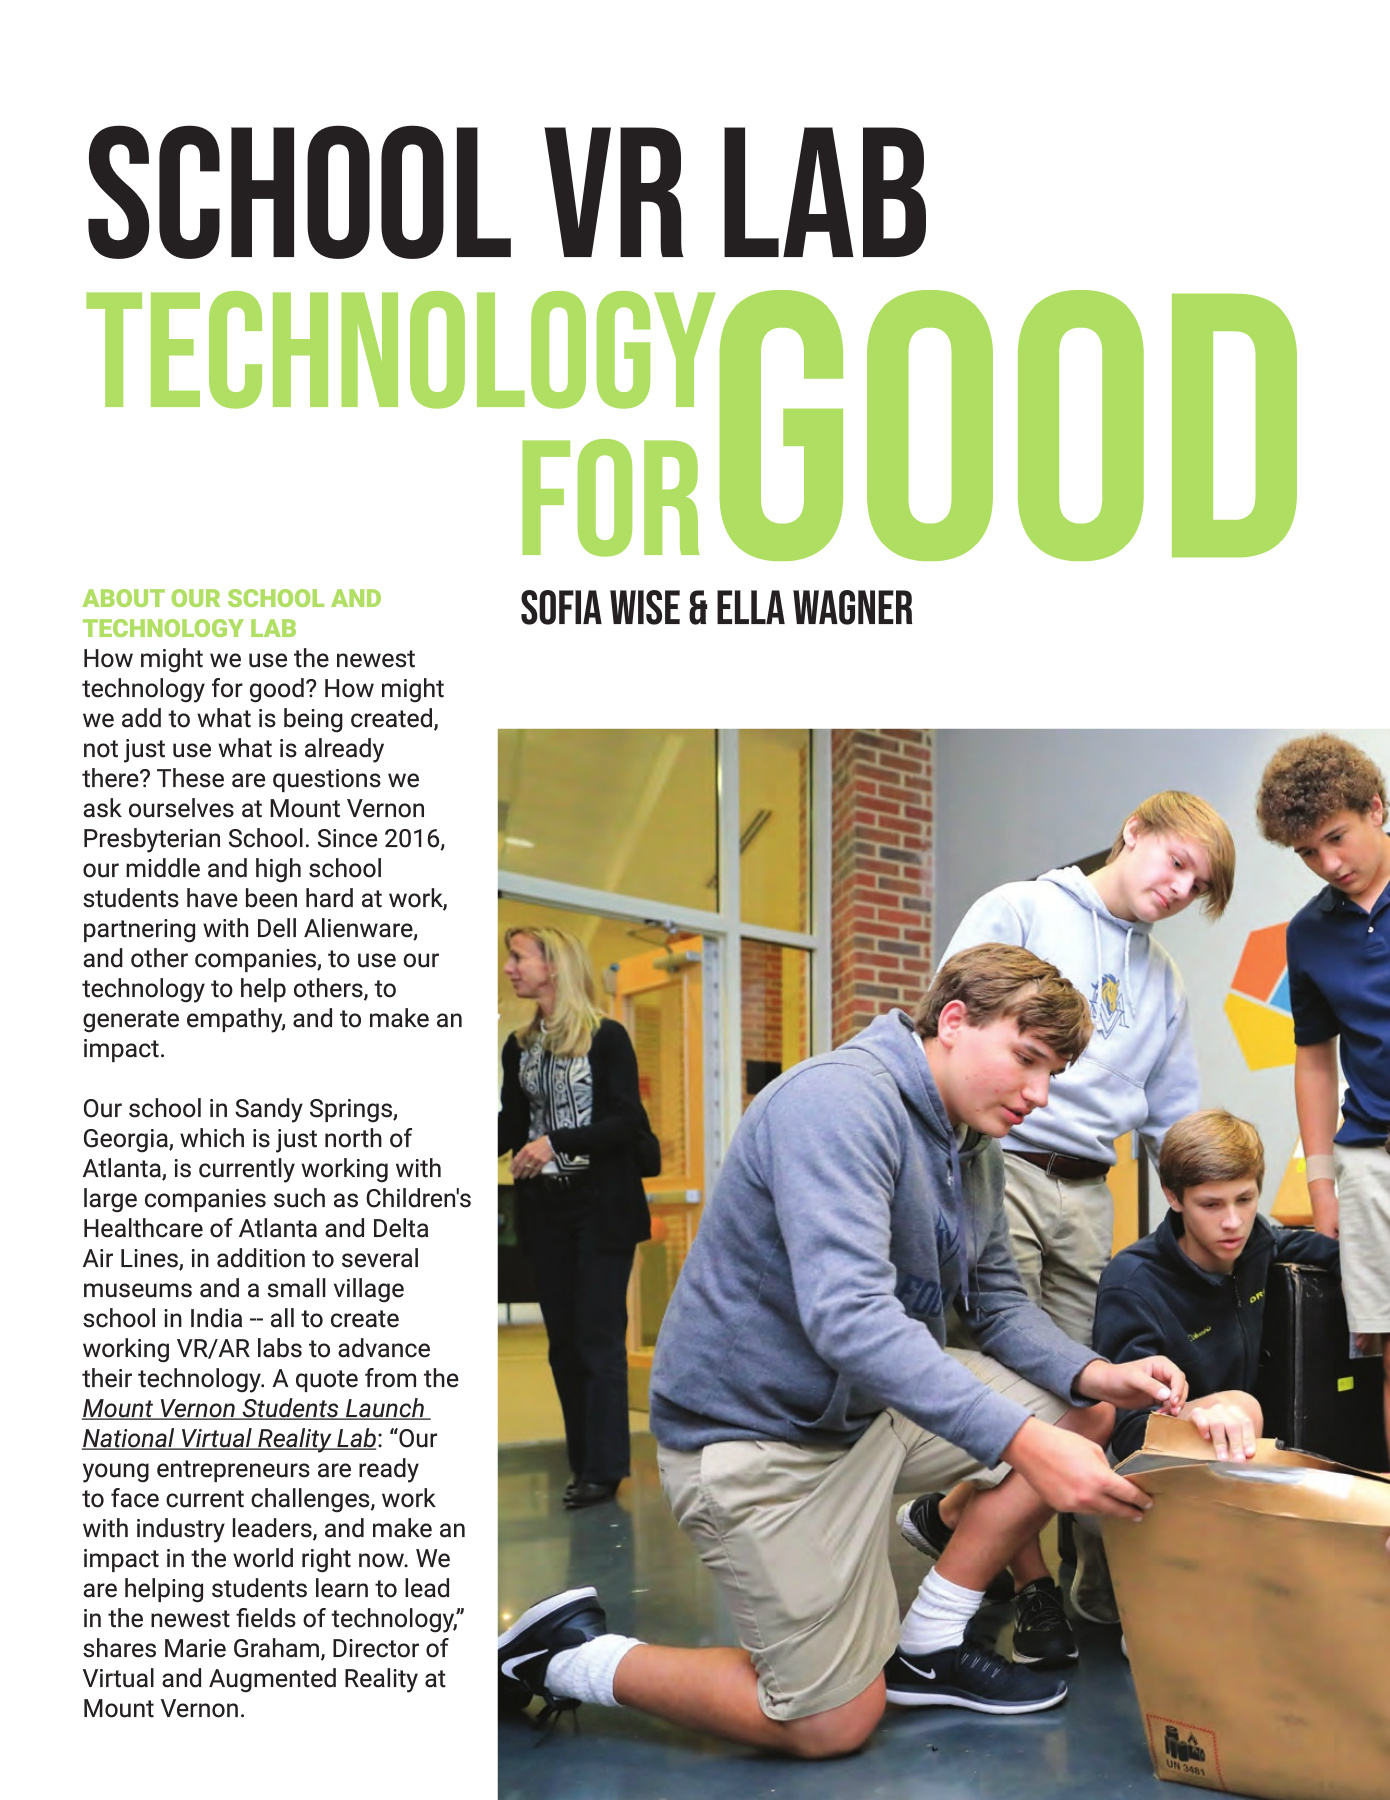 SCHOOL VR LAB
TECHNOLOGY
FOR
GOOD
SOFIA WISE & ELLA WAGNER
ABOUT OUR SCHOOL AND
TECHNOLOGY LAB
How might we use the newest
technology for good? How might
we add to what is being created,
not just use what is already
there? These are questions we
ask ourselves at Mount Vernon
Presbyterian School. Since 2016,
our middle and high school
students have been hard at work,
partnering with Dell Alienware,
and other companies, to use our
technology to help others, to
generate empathy, and to make an
impact.
Our school in Sandy Springs,
Georgia, which is just north of
Atlanta, is currently working with
large companies such as Children's
Healthcare of Atlanta and Delta
Air Lines, in addition to several
museums and a small village
school in India -- all to create
working VR/AR labs to advance
their technology. A quote from the
Mount Vernon Students Launch
National Virtual Reality Lab: “Our
young entrepreneurs are ready
to face current challenges, work
with industry leaders, and make an
impact in the world right now. We
are helping students learn to lead
in the newest fields of technology,”
shares Marie Graham, Director of
Virtual and Augmented Reality at
Mount Vernon.
UN 3481